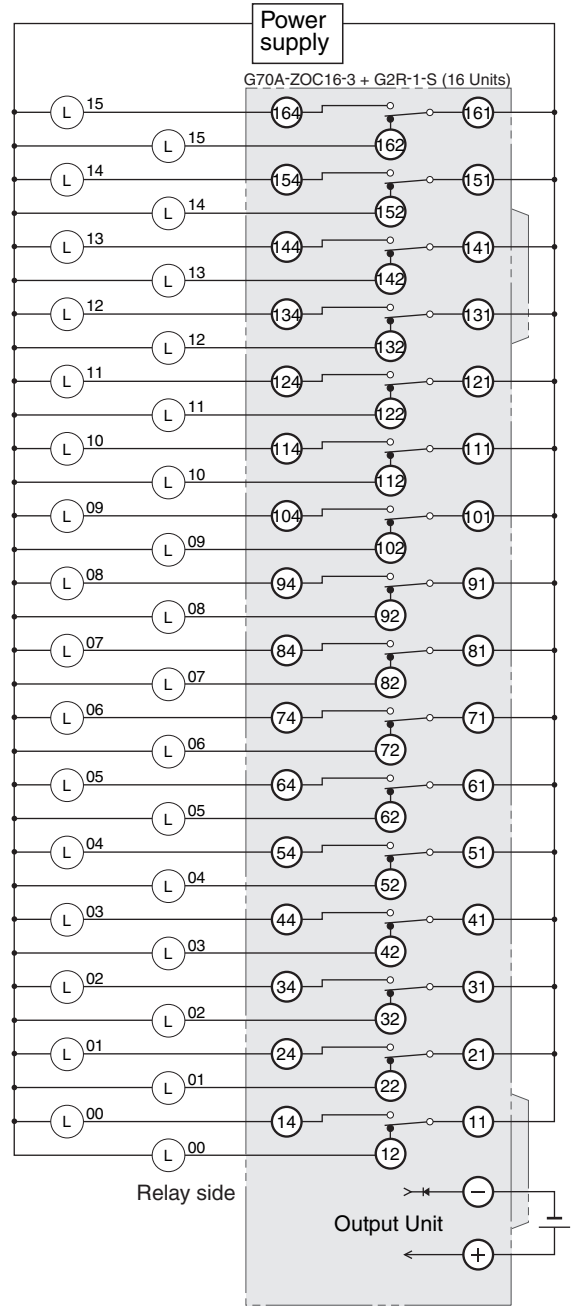 Power
supply
G70A-ZOC16-3 + G2R-1-S (16 Units)
L 15 164 161
L 15 162
L 14 154 151
L 14 152
L 13 144 141
L 13 142
L 12 134 131
L 12 132
L 11 124 121
L 11 122
L 10 114 111
L 10 112
L 09 104 101
L 09 102
L 08 94 91
L 08 92
L 07 84 81
L 07 82
L 06 74 71
L 06 72
L 05 64 61
L 05 62
L 04 54 51
L 04 52
L 03 44 41
L 03 42
L 02 34 31
L 02 32
L 01 24 21
L 01 22
L 00 14 11
L 00 12
Relay side
−
Output Unit
+